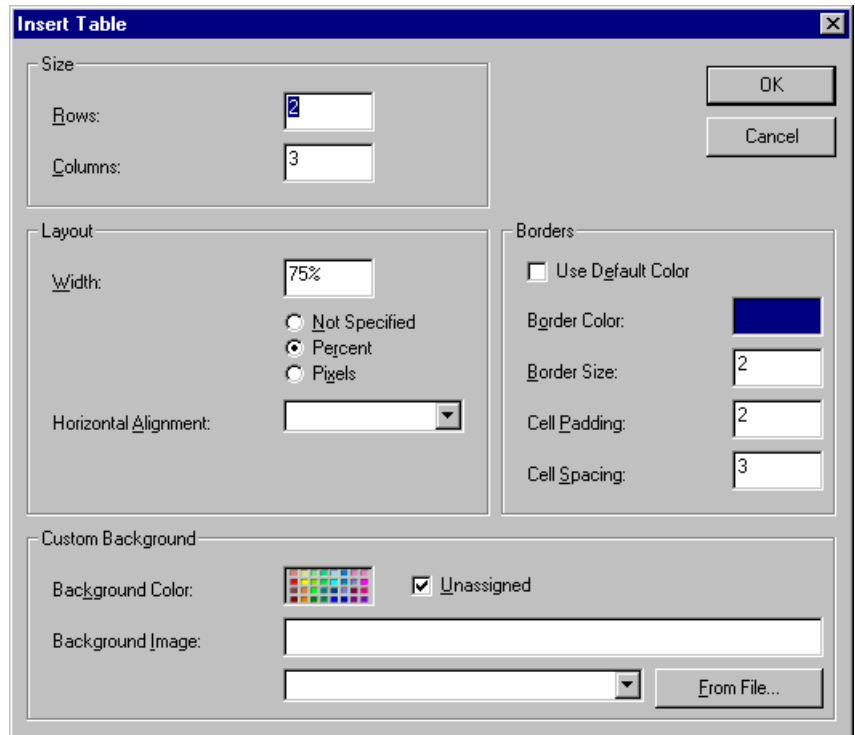 Insert Table
Size
Rows: 2
Columns: 3
OK
Cancel
Layout
Width: 75%
Not Specified
Percent
Pixels
Horizontal Alignment:
Borders
Use Default Color
Border Color:
Border Size: 2
Cell Padding: 2
Cell Spacing: 3
Custom Background
Background Color: Unassigned
Background Image:
From File...